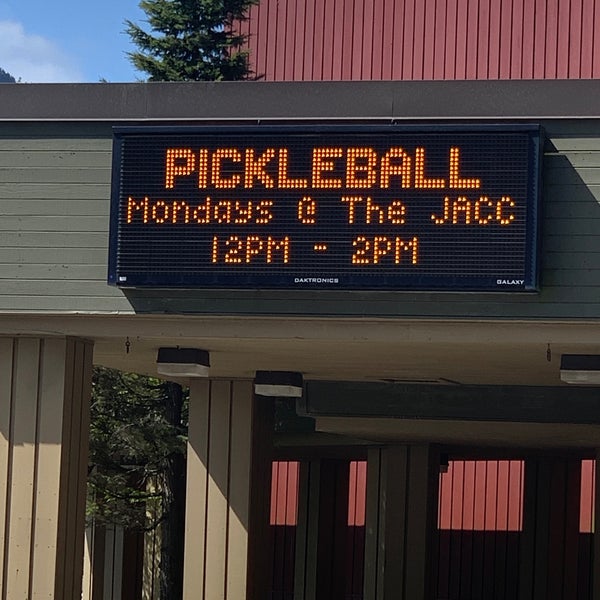 PICKLEBALL
Mondays @ The JACC
12PM - 2PM
DAKTRONICS
GALAXY